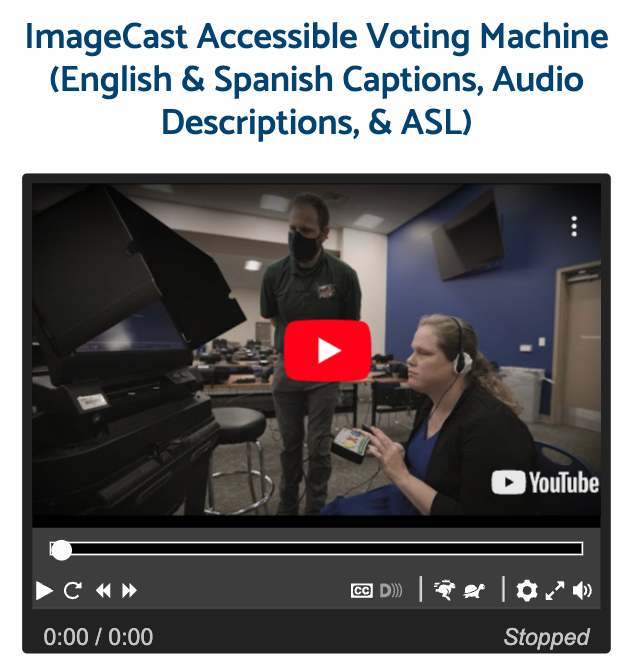 ImageCast Accessible Voting Machine
(English & Spanish Captions, Audio
Descriptions, & ASL)
YouTube
CC D
0:00 / 0:00
Stopped